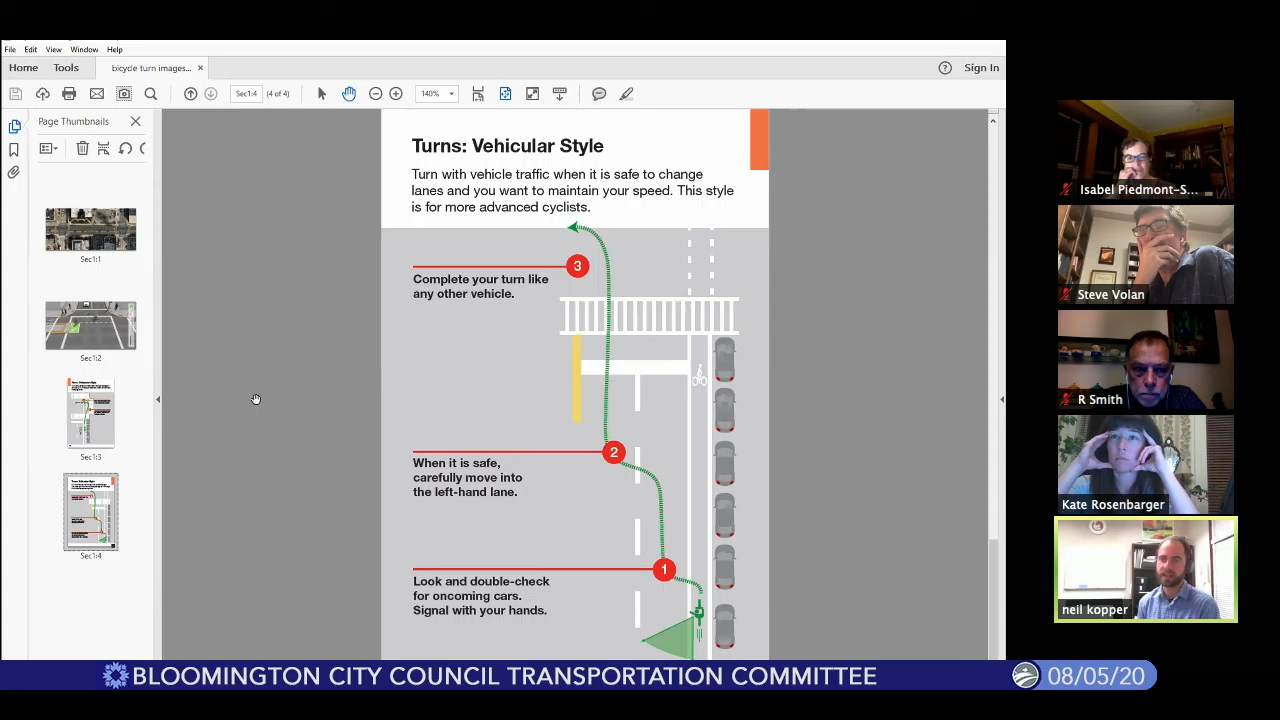 File Edit View Window Help
Home Tools bicycle turn images... × Sign In
Sec1:4 (4 of 4) 140%
Page Thumbnails
Sec1:1
Sec1:2
Sec1:3
Sec1:4
Turns: Vehicular Style
Turn with vehicle traffic when it is safe to change
lanes and you want to maintain your speed. This style
is for more advanced cyclists.
3
Complete your turn like
any other vehicle.
2
When it is safe,
carefully move into
the left-hand lane.
1
Look and double-check
for oncoming cars.
Signal with your hands.
Isabel Piedmont-S...
Steve Volan
R Smith
Kate Rosenbarger
neil kopper
BLOOMINGTON CITY COUNCIL TRANSPORTATION COMMITTEE
08/05/20